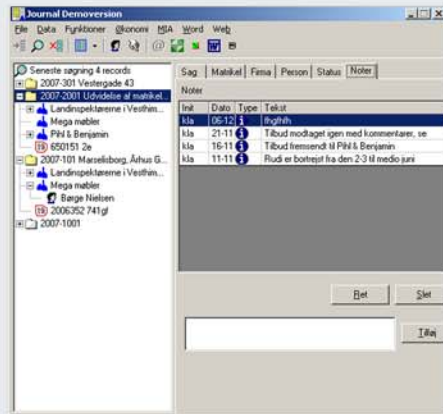 Journal Demoversion
File Data Funktioner Økonomi MIA Word Web
Seneste søgning 4 records
2007-301 Vestergade 43
2007-2001 Udvidelse af matrikel...
Landinspektørerne i Vesthim...
Mega møbler
Pihl & Benjamin
650151 2e
2007-101 Marselisborg, Århus G...
Landinspektørerne i Vesthim...
Mega møbler
Børge Nielsen
2006352 741gf
2007-1001
Sag Matrikel Firma Person Status Noter
Noter
Init Dato Type Tekst
kla 06-12 i fhgfhfh
kla 21-11 i Tilbud modtaget igen med kommentarer, se
kla 16-11 i Tilbud fremsendt til Pihl & Benjamin
kla 11-11 i Rudi er bortrejst fra den 2-3 til medio juni
Ret Slet
Tilføj